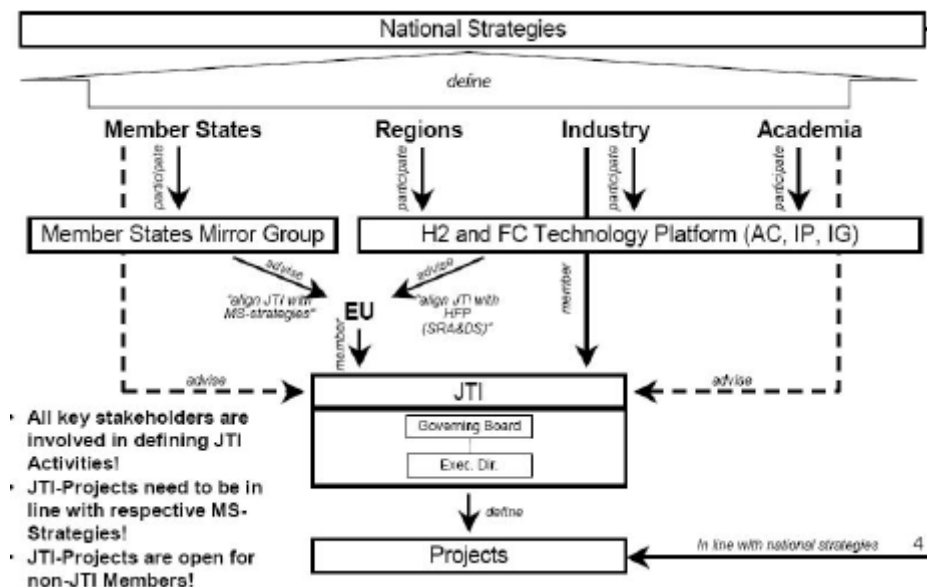 National Strategies
define
Member States Regions Industry Academia
participate participate participate participate
Member States Mirror Group H2 and FC Technology Platform (AC, IP, IG)
advise advise
"align JTI with
MS-strategies"
EU
"align JTI with
HFP
(SRA&DS)"
member member
advise advise
JTI
Governing Board
Exec. Dir.
define
Projects
In line with national strategies 4
· All key stakeholders are
involved in defining JTI
Activities!
· JTI-Projects need to be in
line with respective MS-
Strategies!
· JTI-Projects are open for
non-JTI Members!